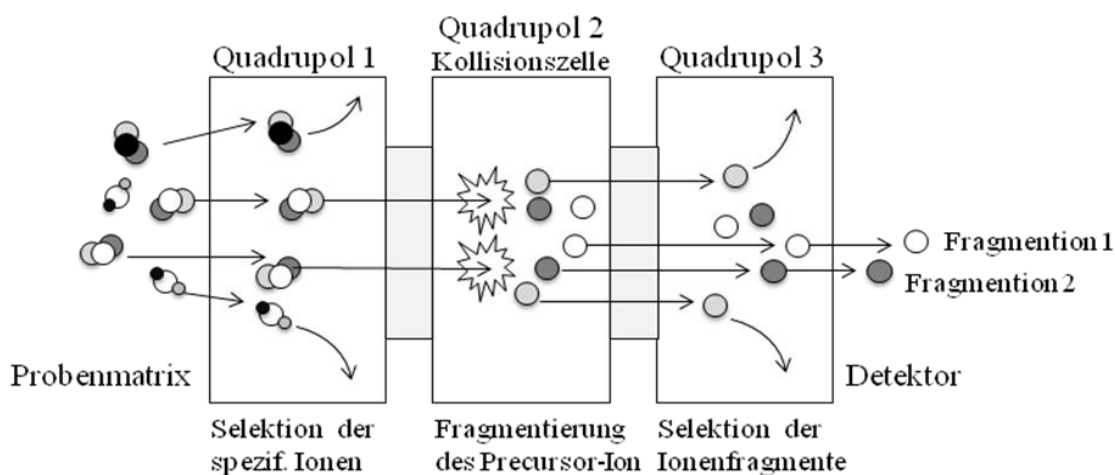 Quadrupol 1
Quadrupol 2
Kollisionszelle
Quadrupol 3
Fragmention 1
Fragmention 2
Probenmatrix
Detektor
Selektion der
spezif. Ionen
Fragmentierung
des Precursor-Ion
Selektion der
Ionenfragmente